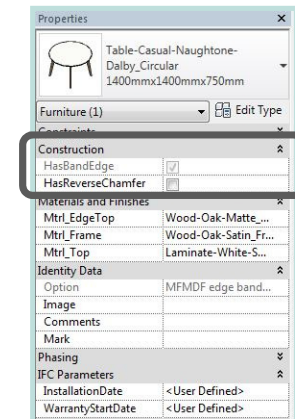 Properties
Table-Casual-Naughtone-
Dalby_Circular
1400mmx1400mmx750mm
Furniture (1)
Edit Type
Constraints
Construction
HasBandEdge
HasReverseChamfer
Materials and Finishes
Mtrl_EdgeTop Wood-Oak-Matte_...
Mtrl_Frame Wood-Oak-Satin_Fr...
Mtrl_Top Laminate-White-S...
Identity Data
Option MFMDF edge band...
Image
Comments
Mark
Phasing
IFC Parameters
InstallationDate <User Defined>
WarrantyStartDate <User Defined>